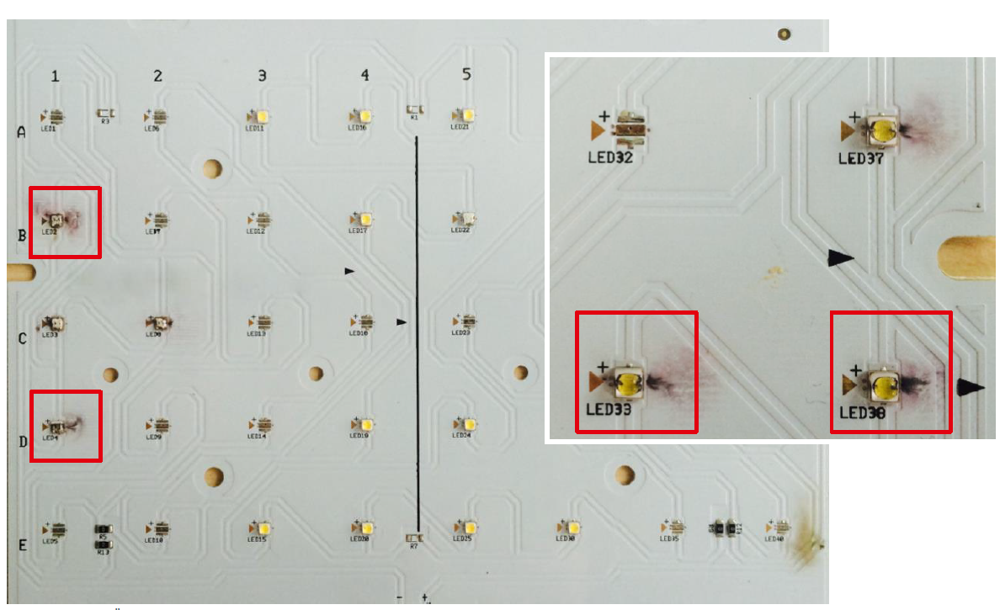 1 2 3 4 5
A
LED1 R3 LED6 LED11 LED16 R1 LED21
B
LED2 LED7 LED12 LED17 LED22
C
LED3 LED8 LED13 LED18 LED23
D
LED4 LED9 LED14 LED19 LED24
E
LED5 R5 LED10 LED15 LED20 R7 LED25 LED30 LED35 LED40
R13
- +
+ +
LED32 LED37
+ +
LED33 LED38